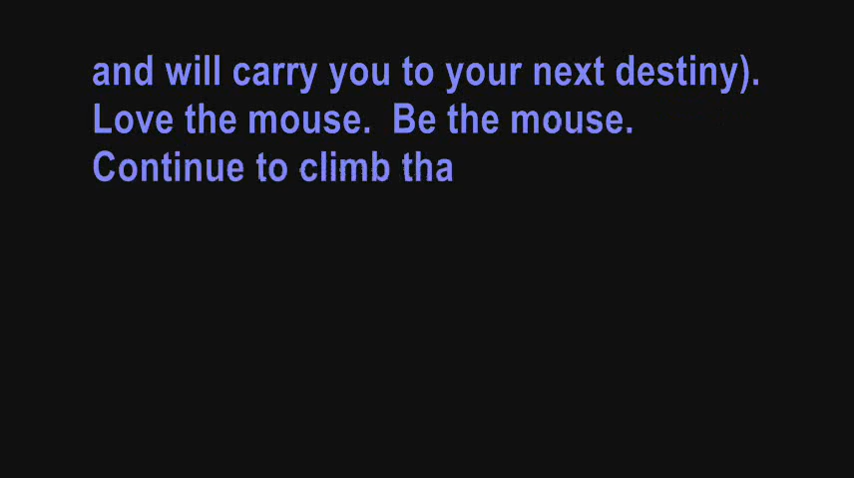 and will carry you to your next destiny).
Love the mouse.  Be the mouse.
Continue to climb tha